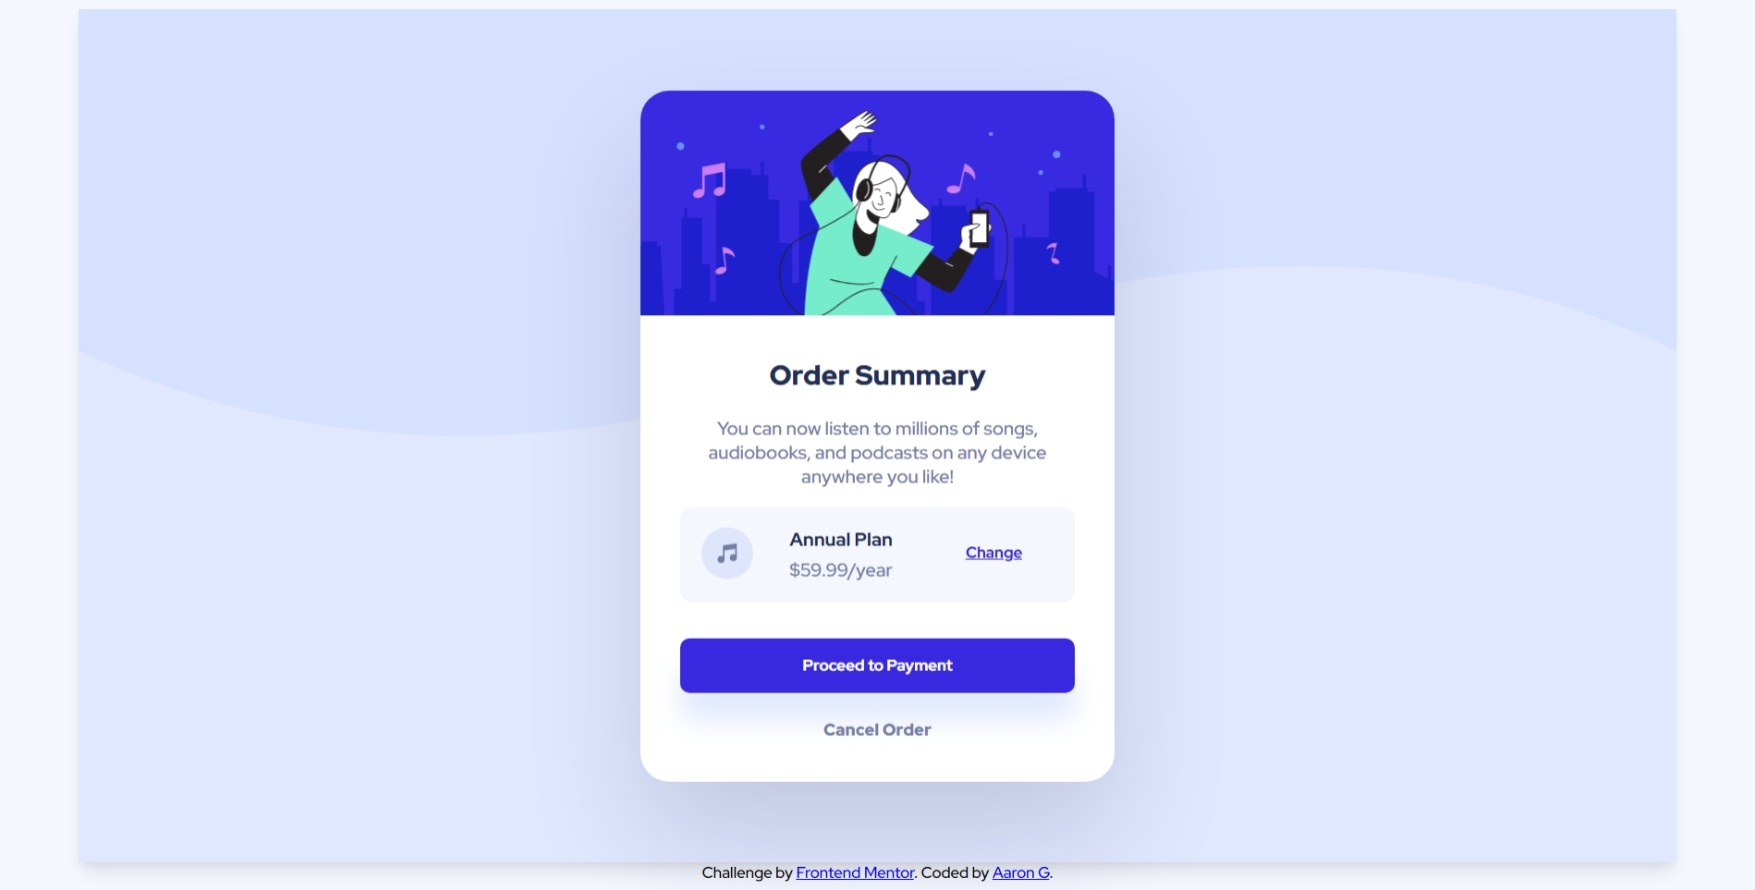 Order Summary
You can now listen to millions of songs,
audiobooks, and podcasts on any device
anywhere you like!
Annual Plan
$59.99/year
Change
Proceed to Payment
Cancel Order
Challenge by Frontend Mentor. Coded by Aaron G.